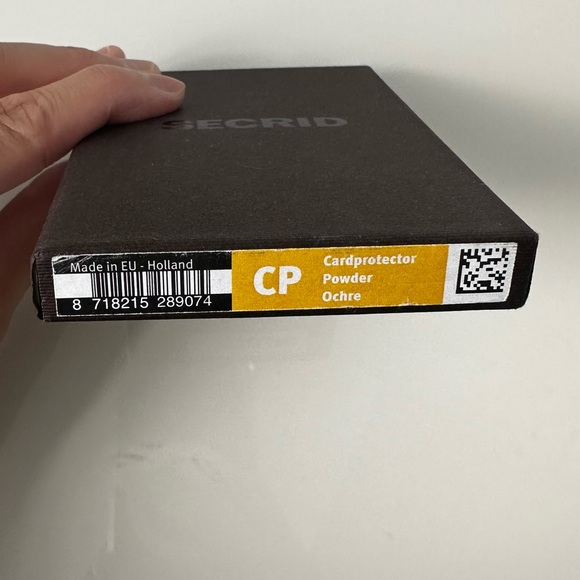 SECRID
Made in EU - Holland
8 718215 289074
CP
Cardprotector
Powder
Ochre